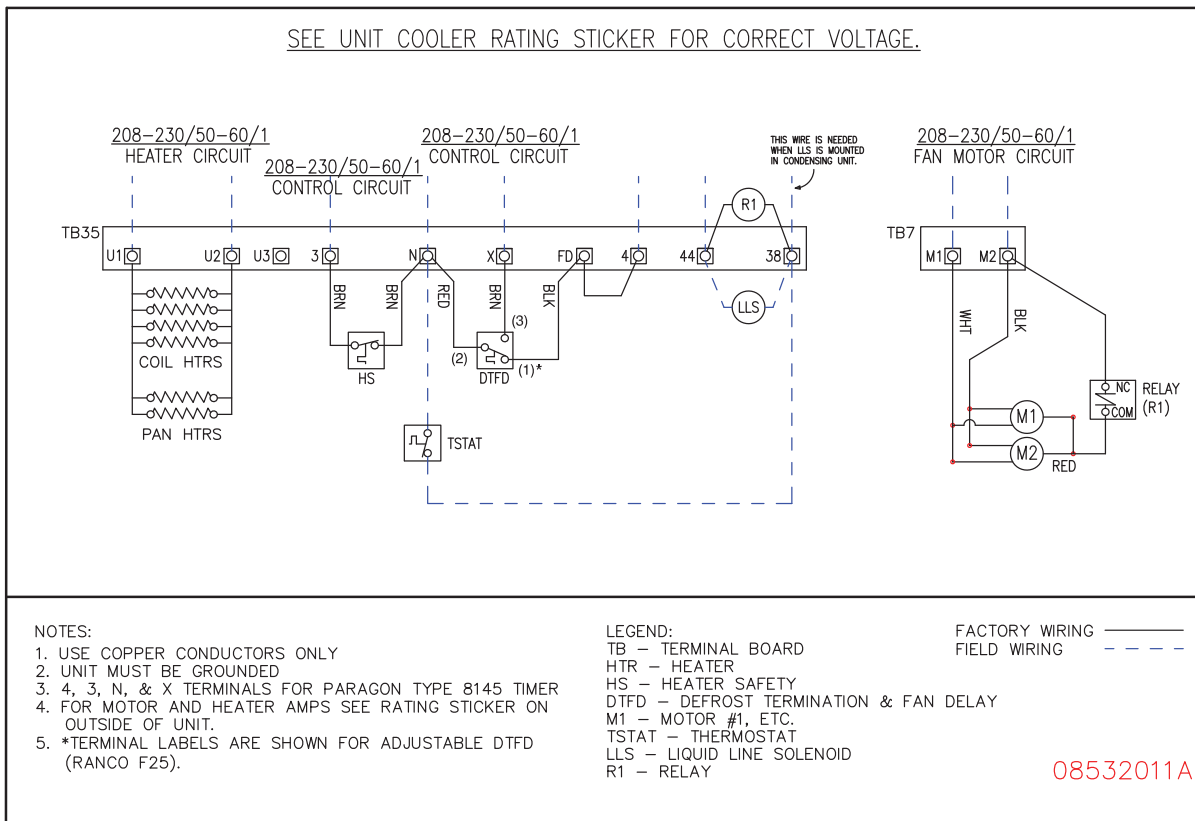 SEE UNIT COOLER RATING STICKER FOR CORRECT VOLTAGE.
208-230/50-60/1
HEATER CIRCUIT
208-230/50-60/1
CONTROL CIRCUIT
208-230/50-60/1
CONTROL CIRCUIT
THIS WIRE IS NEEDED
WHEN LLS IS MOUNTED
IN CONDENSING UNIT.
208-230/50-60/1
FAN MOTOR CIRCUIT
R1
TB35
U1 U2 U3 3 N X FD 4 44 38
TB7
M1 M2
BRN BRN RED BRN BLK
LLS
WHT BLK
COIL HTRS
HS
(2) (3)
DTFD (1)*
PAN HTRS
TSTAT
NC
COM
RELAY
(R1)
M1
M2
RED
NOTES:
1. USE COPPER CONDUCTORS ONLY
2. UNIT MUST BE GROUNDED
3. 4, 3, N, & X TERMINALS FOR PARAGON TYPE 8145 TIMER
4. FOR MOTOR AND HEATER AMPS SEE RATING STICKER ON
OUTSIDE OF UNIT.
5. *TERMINAL LABELS ARE SHOWN FOR ADJUSTABLE DTFD
(RANCO F25).
LEGEND:
TB - TERMINAL BOARD
HTR - HEATER
HS - HEATER SAFETY
DTFD - DEFROST TERMINATION & FAN DELAY
M1 - MOTOR #1, ETC.
TSTAT - THERMOSTAT
LLS - LIQUID LINE SOLENOID
R1 - RELAY
FACTORY WIRING
FIELD WIRING
08532011A